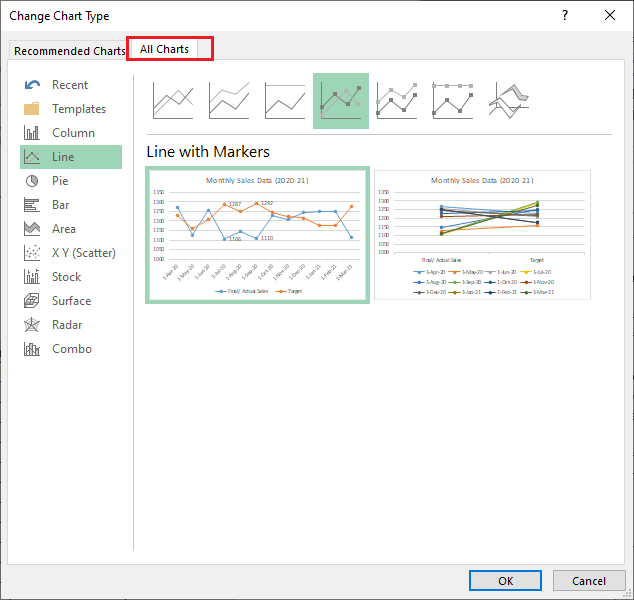 Change Chart Type
?
Recommended Charts
All Charts
Recent
Templates
Column
Line
Pie
Bar
Area
X Y (Scatter)
Stock
Surface
Radar
Combo
Line with Markers
Monthly Sales Data (2020-21)
1350
1300
1250
1200
1150
1100
1050
1000
1287
1292
1106
1110
1-Apr-20
1-May-20
1-Jun-20
1-Jul-20
1-Aug-20
1-Sep-20
1-Oct-20
1-Nov-20
1-Dec-20
1-Jan-21
1-Feb-21
1-Mar-21
Final/ Actual Sales Target
Monthly Sales Data (2020-21)
1350
1300
1250
1200
1150
1100
1050
1000
Final/ Actual Sales Target
1-Apr-20 1-May-20 1-Jun-20 1-Jul-20
1-Aug-20 1-Sep-20 1-Oct-20 1-Nov-20
1-Dec-20 1-Jan-21 1-Feb-21 1-Mar-21
OK Cancel